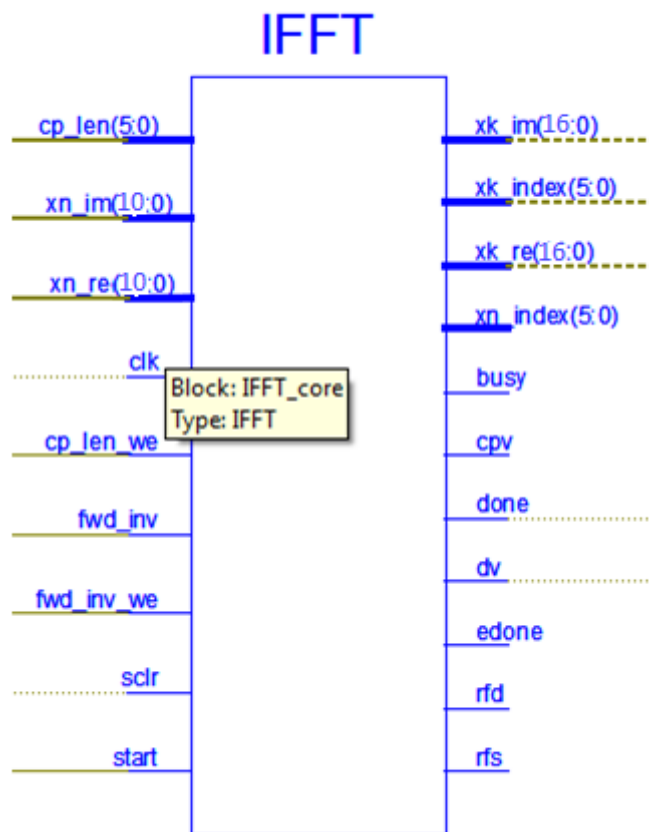 IFFT
cp_len(5:0)
xn_im(10:0)
xn_re(10:0)
clk
cp_len_we
fwd_inv
fwd_inv_we
sclr
start
Block: IFFT_core
Type: IFFT
xk_im(16:0)
xk_index(5:0)
xk_re(16:0)
xn_index(5:0)
busy
cpv
done
dv
edone
rfd
rfs